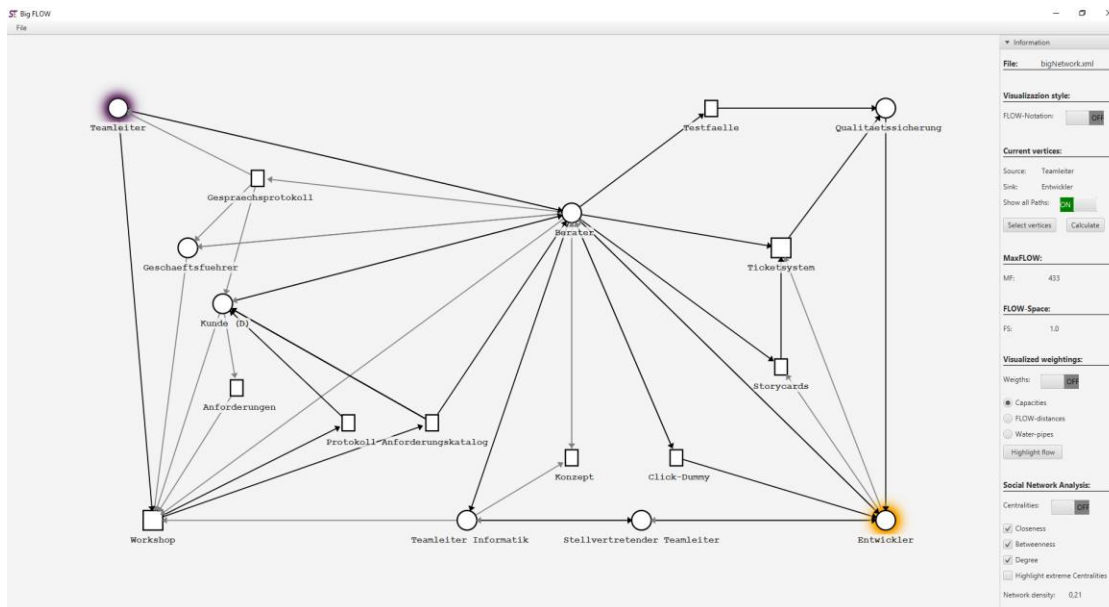 Big FLOW
File
Teamleiter
Testfaelle
Qualitaetssicherung
Gespraechsprotokoll
Berater
Geschaeftsfuehrer
Ticketsystem
Kunde (D)
Storycards
Anforderungen
Protokoll
Anforderungskatalog
Konzept
Click-Dummy
Workshop
Teamleiter Informatik
Stellvertretender Teamleiter
Entwickler
Information
File: bigNetwork.xml
Visualizazion style:
FLOW-Notation: OFF
Current vertices:
Source: Teamleiter
Sink: Entwickler
Show all Paths: ON
Select vertices Calculate
MaxFLOW:
MF: 433
FLOW-Space:
FS: 1.0
Visualized weightings:
Weigths: OFF
Capacities
FLOW-distances
Water-pipes
Highlight flow
Social Network Analysis:
Centralities: OFF
Closeness
Betweenness
Degree
Highlight extreme Centralities
Network density: 0,21